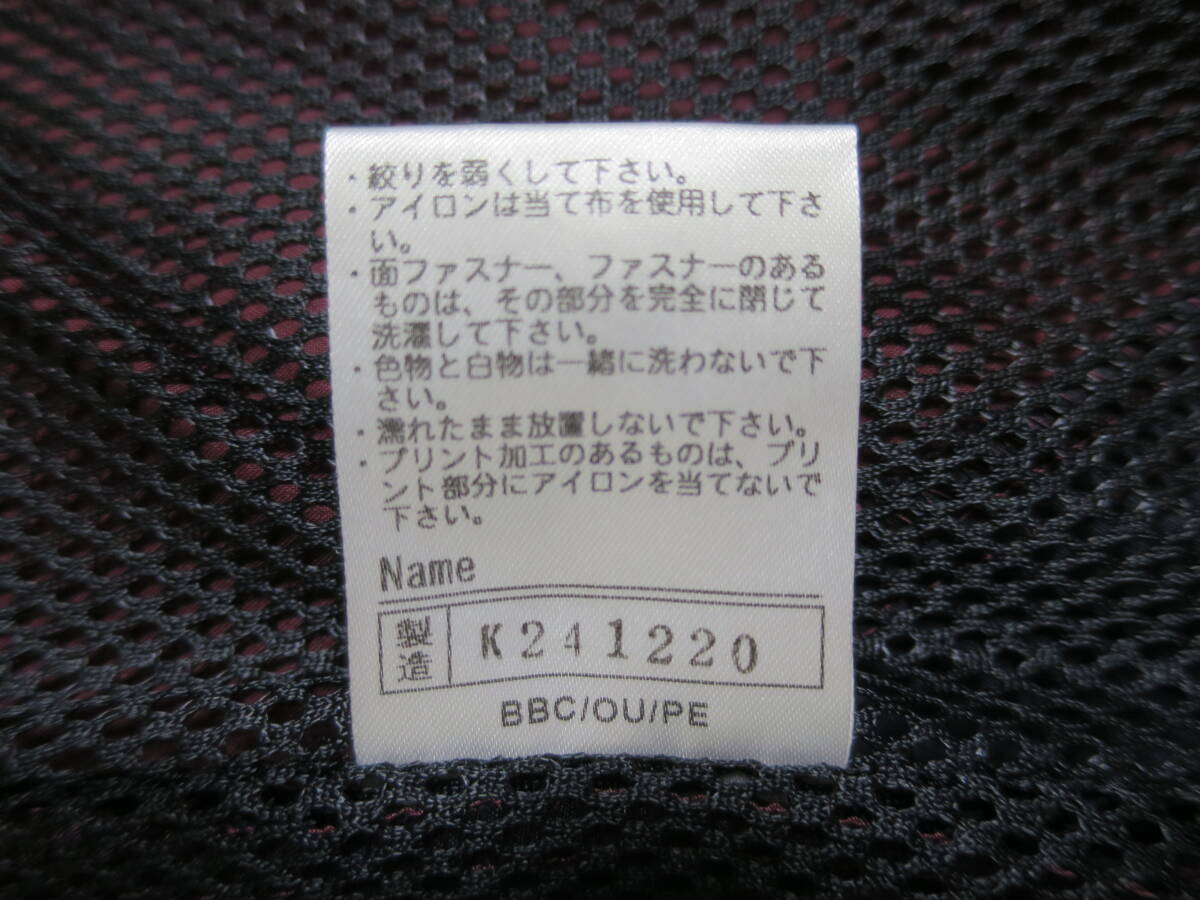 ・絞りを弱くして下さい。
・アイロンは当て布を使用して下さ
い。
・面ファスナー、ファスナーのある
ものは、その部分を完全に閉じて
洗濯して下さい。
・色物と白物は一緒に洗わないで下
さい。
・濡れたまま放置しないで下さい。
・プリント加工のあるものは、プリ
ント部分にアイロンを当てないで
下さい。
Name
製造 K241220
BBC/OU/PE